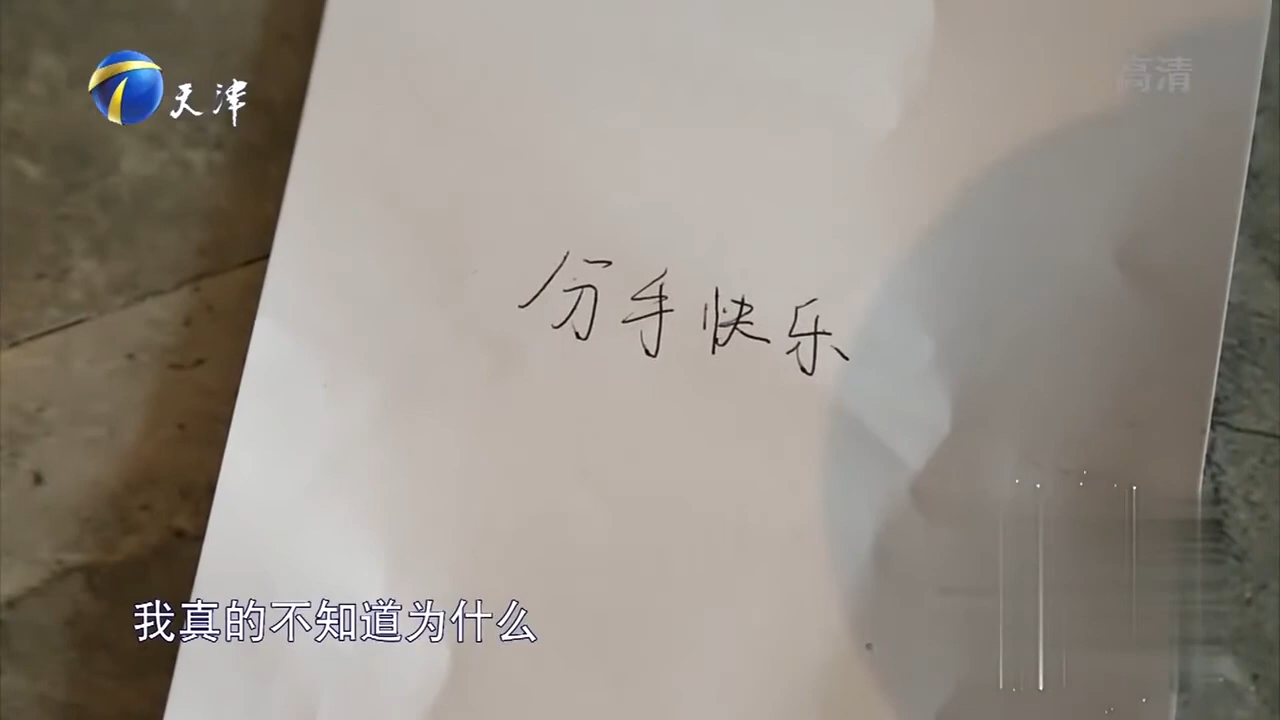 天津
高清
分手快乐
我真的不知道为什么